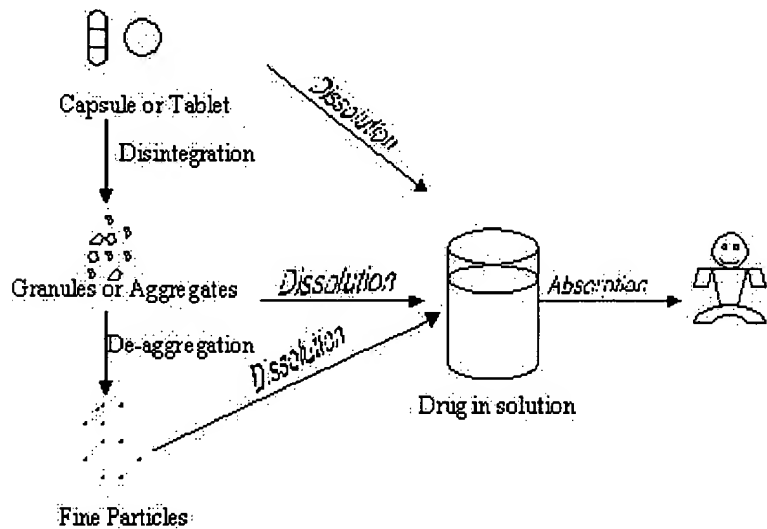 Dissolution
Capsule or Tablet
Disintegration
Granules or Aggregates
Dissolution
Absorption
De-aggregation
Dissolution
Drug in solution
Fine Particles